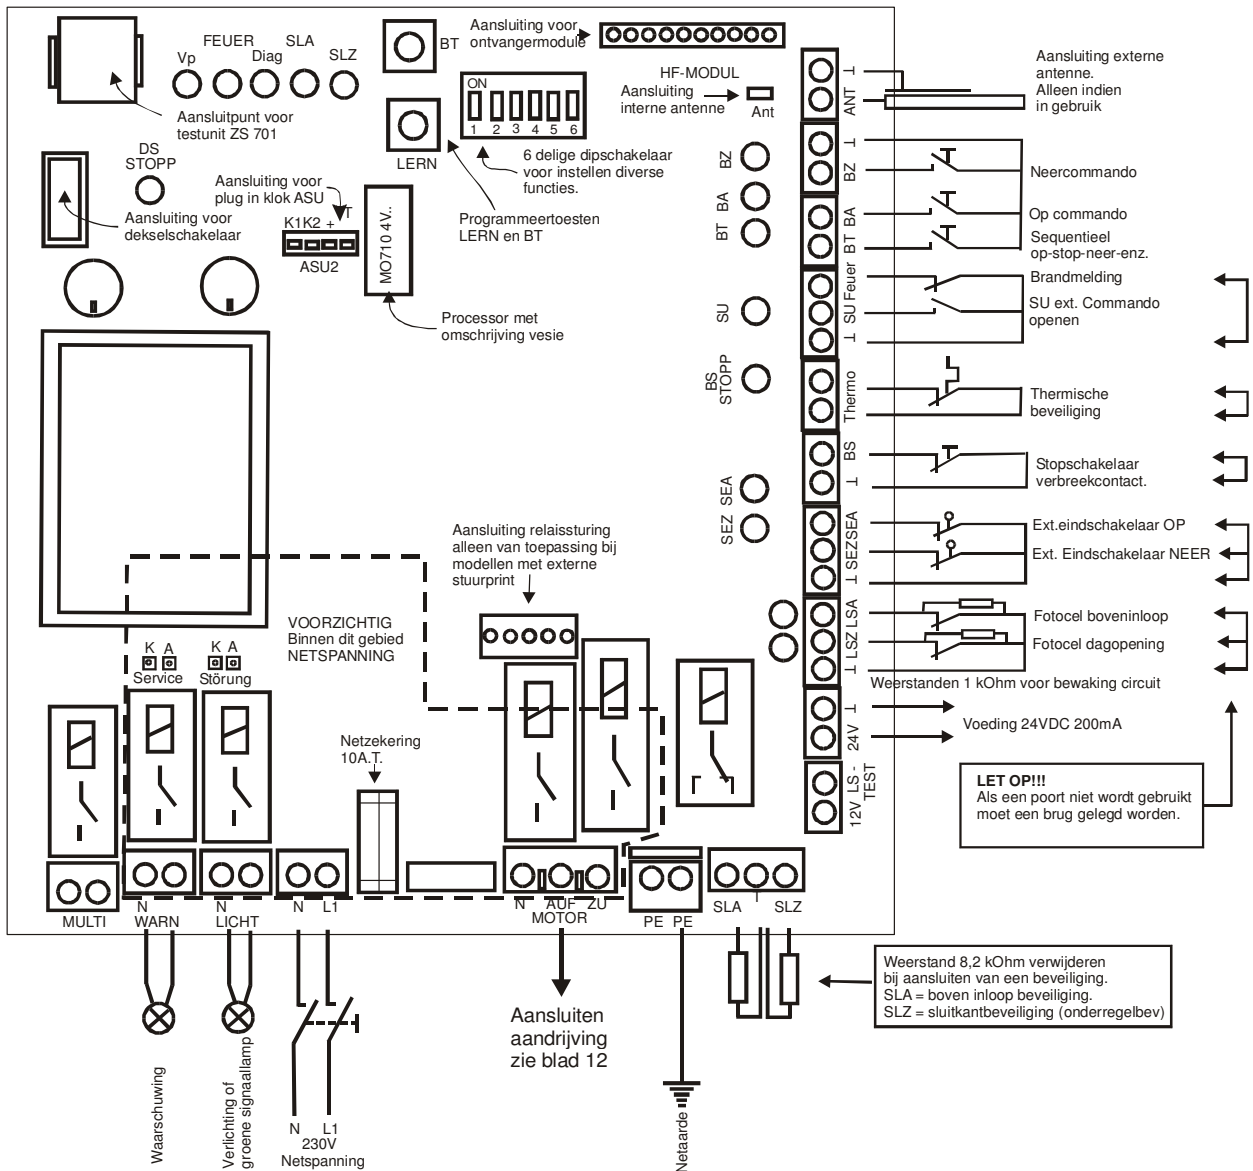 FEUER
SLA
Vp
Diag
SLZ
BT
Aansluiting voor
ontvangermodule
HF-MODUL
Aansluiting
interne antenne
Ant
ON
1 2 3 4 5 6
LERN
Aansluitpunt voor
testunit ZS 701
DS
STOPP
Aansluiting voor
dekselschakelaar
Aansluiting voor
plug in klok ASU
K1K2 + T
ASU2
MO710 4V..
6 delige dipschakelaar
voor instellen diverse
functies.
Programmeertoesten
LERN en BT
Processor met
omschrijving vesie
BZ
BT BA
SU
BS
STOPP
SEZ SEA
ANT ⊥
BZ ⊥
BT BA
⊥ SU Feuer
Thermo
⊥ BS
⊥ SEZSEA
⊥ LSZ LSA
24V ⊥
12V LS -
TEST
Aansluiting externe
antenne.
Alleen indien
in gebruik
Neercommando
Op commando
Sequentieel
op-stop-neer-enz.
Brandmelding
SU ext. Commando
openen
Thermische
beveiliging
Stopschakelaar
verbreekcontact.
Ext.eindschakelaar OP
Ext. Eindschakelaar NEER
Fotocel boveninloop
Fotocel dagopening
Weerstanden 1 kOhm voor bewaking circuit
Voeding 24VDC 200mA
LET OP!!!
Als een poort niet wordt gebruikt
moet een brug gelegd worden.
Aansluiting relaissturing
alleen van toepassing bij
modellen met externe
stuurprint
VOORZICHTIG
Binnen dit gebied
NETSPANNING
K A
Service
K A
Störung
Netzekering
10A.T.
MULTI
N
WARN
N
LICHT
N L1
N AUF ZU
MOTOR
PE PE
SLA ⊥ SLZ
Weerstand 8,2 kOhm verwijderen
bij aansluiten van een beveiliging.
SLA = boven inloop beveiliging.
SLZ = sluitkantbeveiliging (onderregelbev)
Aansluiten
aandrijving
zie blad 12
Waarschuwing
Verlichting of
groene signaallamp
N L1
230V
Netspanning
Netaarde